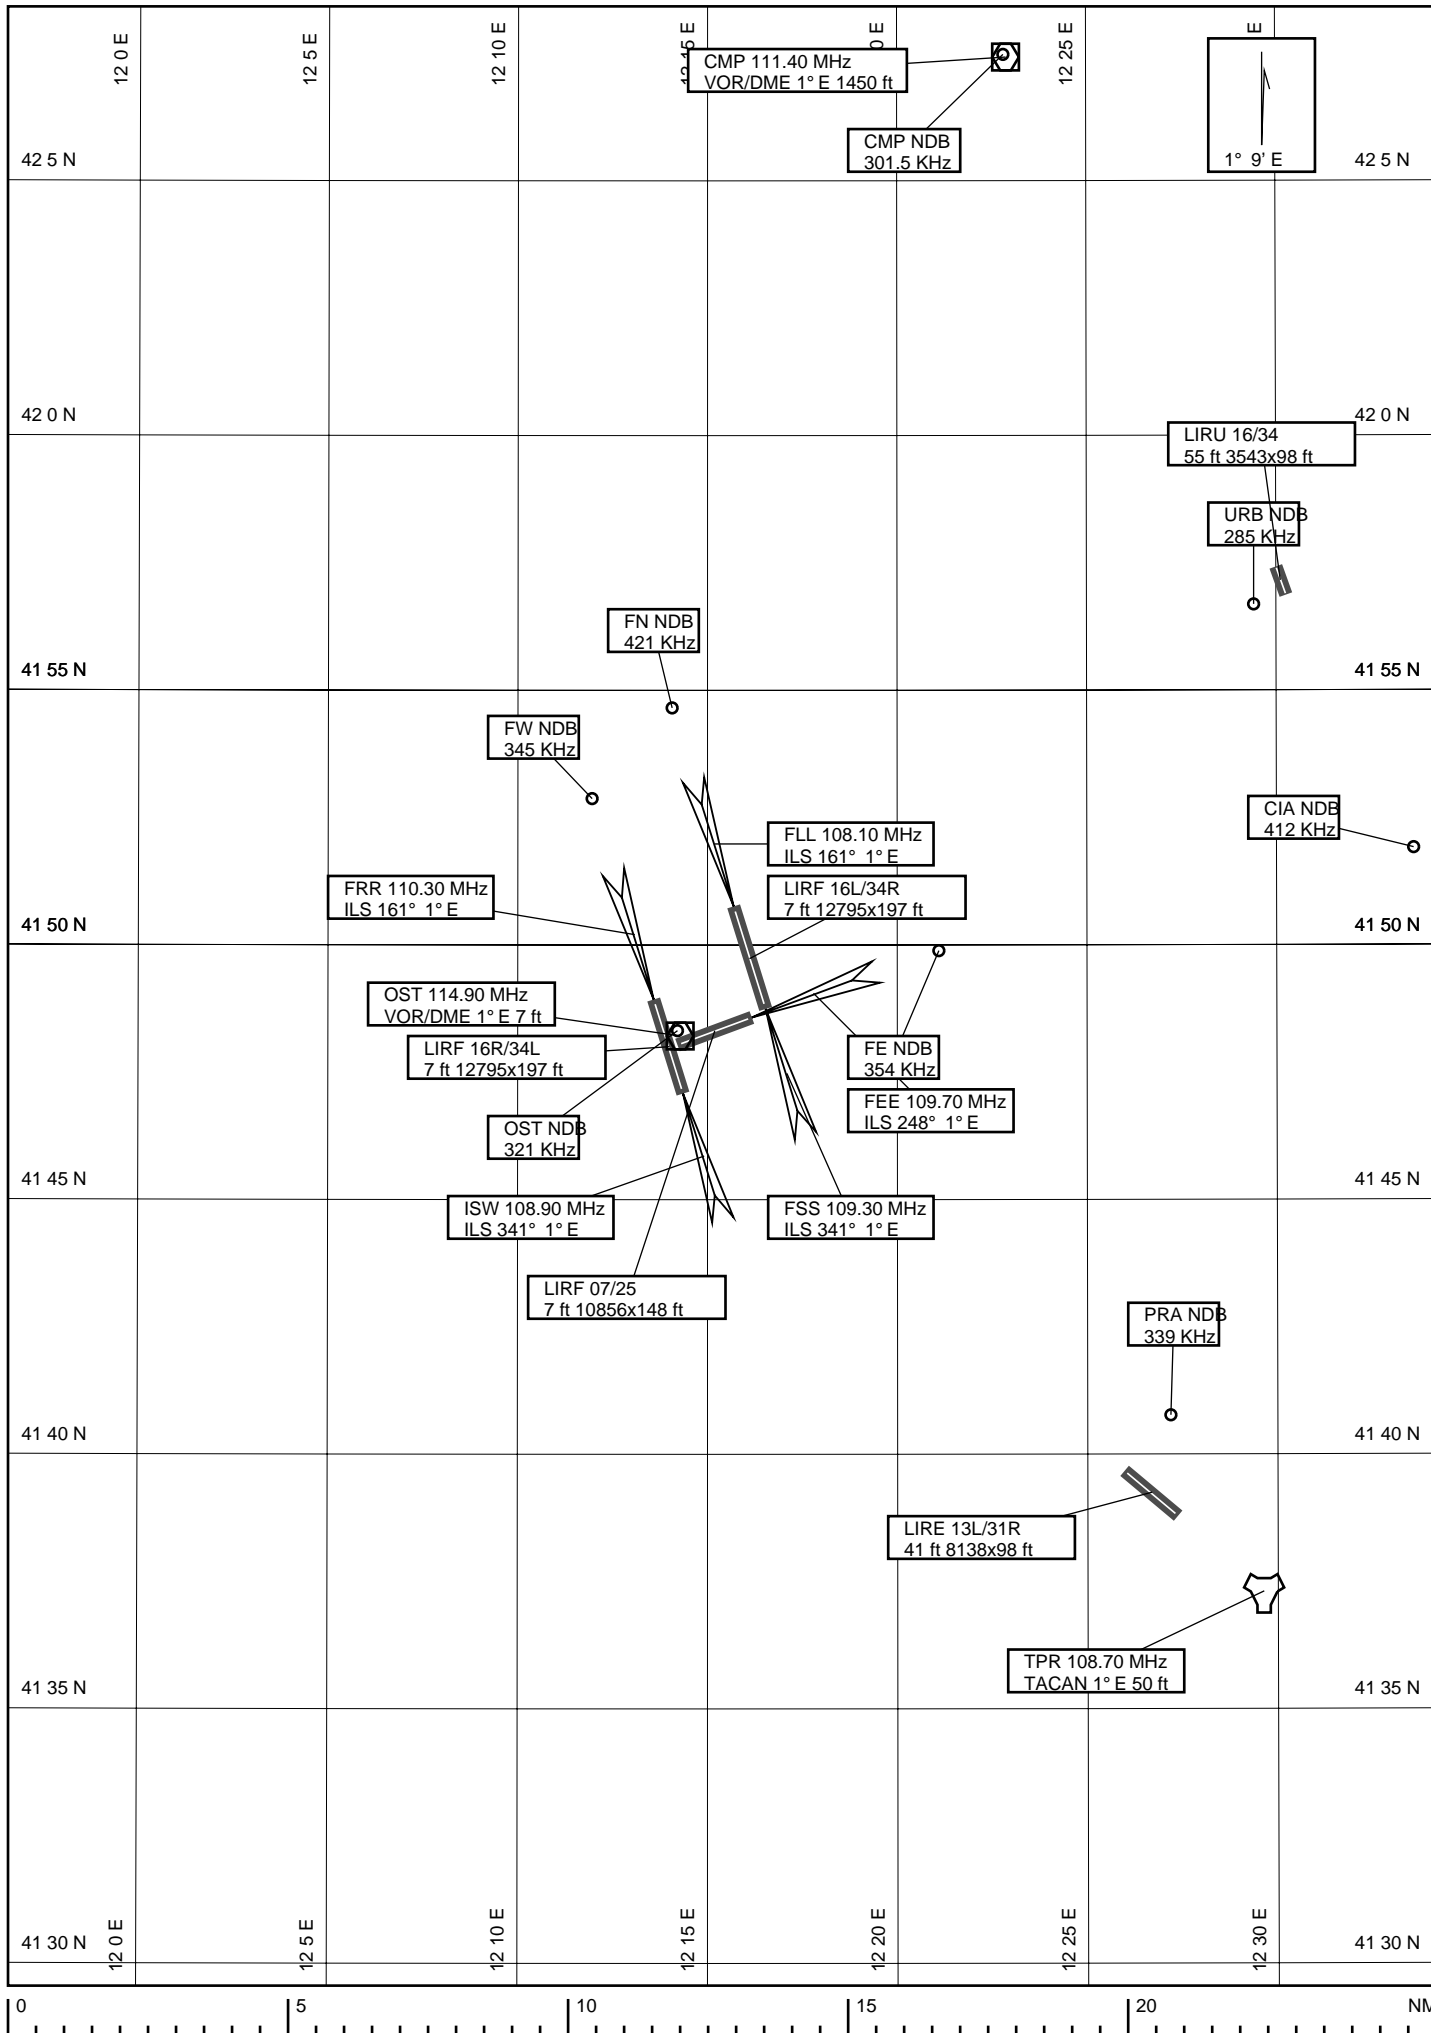 12 0 E
12 5 E
12 10 E
12 15 E
0 E
12 25 E
E
CMP 111.40 MHz
VOR/DME 1° E 1450 ft
CMP NDB
301.5 KHz
1° 9' E
42 5 N
42 5 N
42 0 N
42 0 N
LIRU 16/34
55 ft 3543x98 ft
URB NDB
285 KHz
FN NDB
421 KHz
41 55 N
41 55 N
FW NDB
345 KHz
CIA NDB
412 KHz
FLL 108.10 MHz
ILS 161° 1° E
FRR 110.30 MHz
ILS 161° 1° E
LIRF 16L/34R
7 ft 12795x197 ft
41 50 N
41 50 N
OST 114.90 MHz
VOR/DME 1° E 7 ft
LIRF 16R/34L
7 ft 12795x197 ft
FE NDB
354 KHz
FEE 109.70 MHz
ILS 248° 1° E
OST NDB
321 KHz
41 45 N
41 45 N
ISW 108.90 MHz
ILS 341° 1° E
FSS 109.30 MHz
ILS 341° 1° E
LIRF 07/25
7 ft 10856x148 ft
PRA NDB
339 KHz
41 40 N
41 40 N
LIRE 13L/31R
41 ft 8138x98 ft
TPR 108.70 MHz
TACAN 1° E 50 ft
41 35 N
41 35 N
41 30 N
41 30 N
12 0 E
12 5 E
12 10 E
12 15 E
12 20 E
12 25 E
12 30 E
0
5
10
15
20
NM